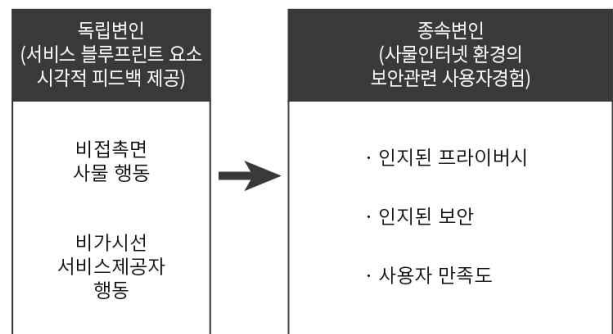 독립변인
(서비스 블루프린트 요소
시각적 피드백 제공)
비접촉면
사물 행동
비가시선
서비스제공자
행동
종속변인
(사물인터넷 환경의
보안관련 사용자경험)
· 인지된 프라이버시
· 인지된 보안
· 사용자 만족도